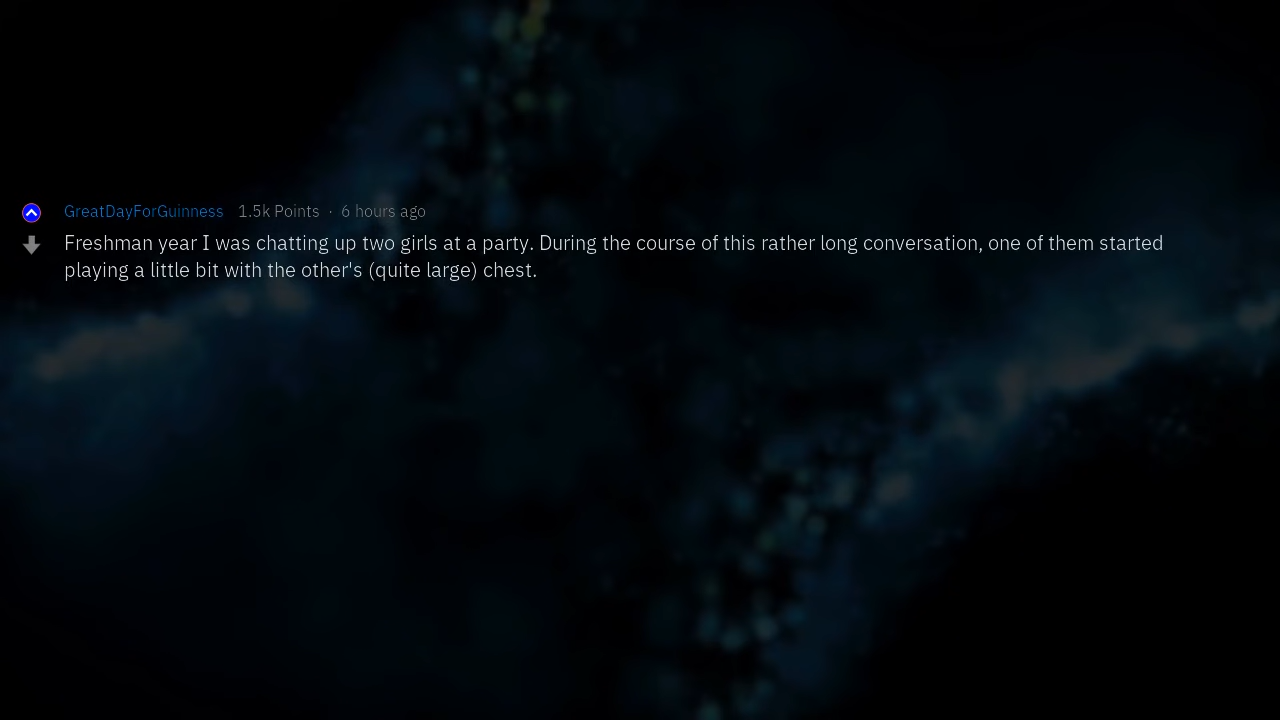 GreatDayForGuinness 1.5k Points · 6 hours ago
Freshman year I was chatting up two girls at a party. During the course of this rather long conversation, one of them started
playing a little bit with the other's (quite large) chest.